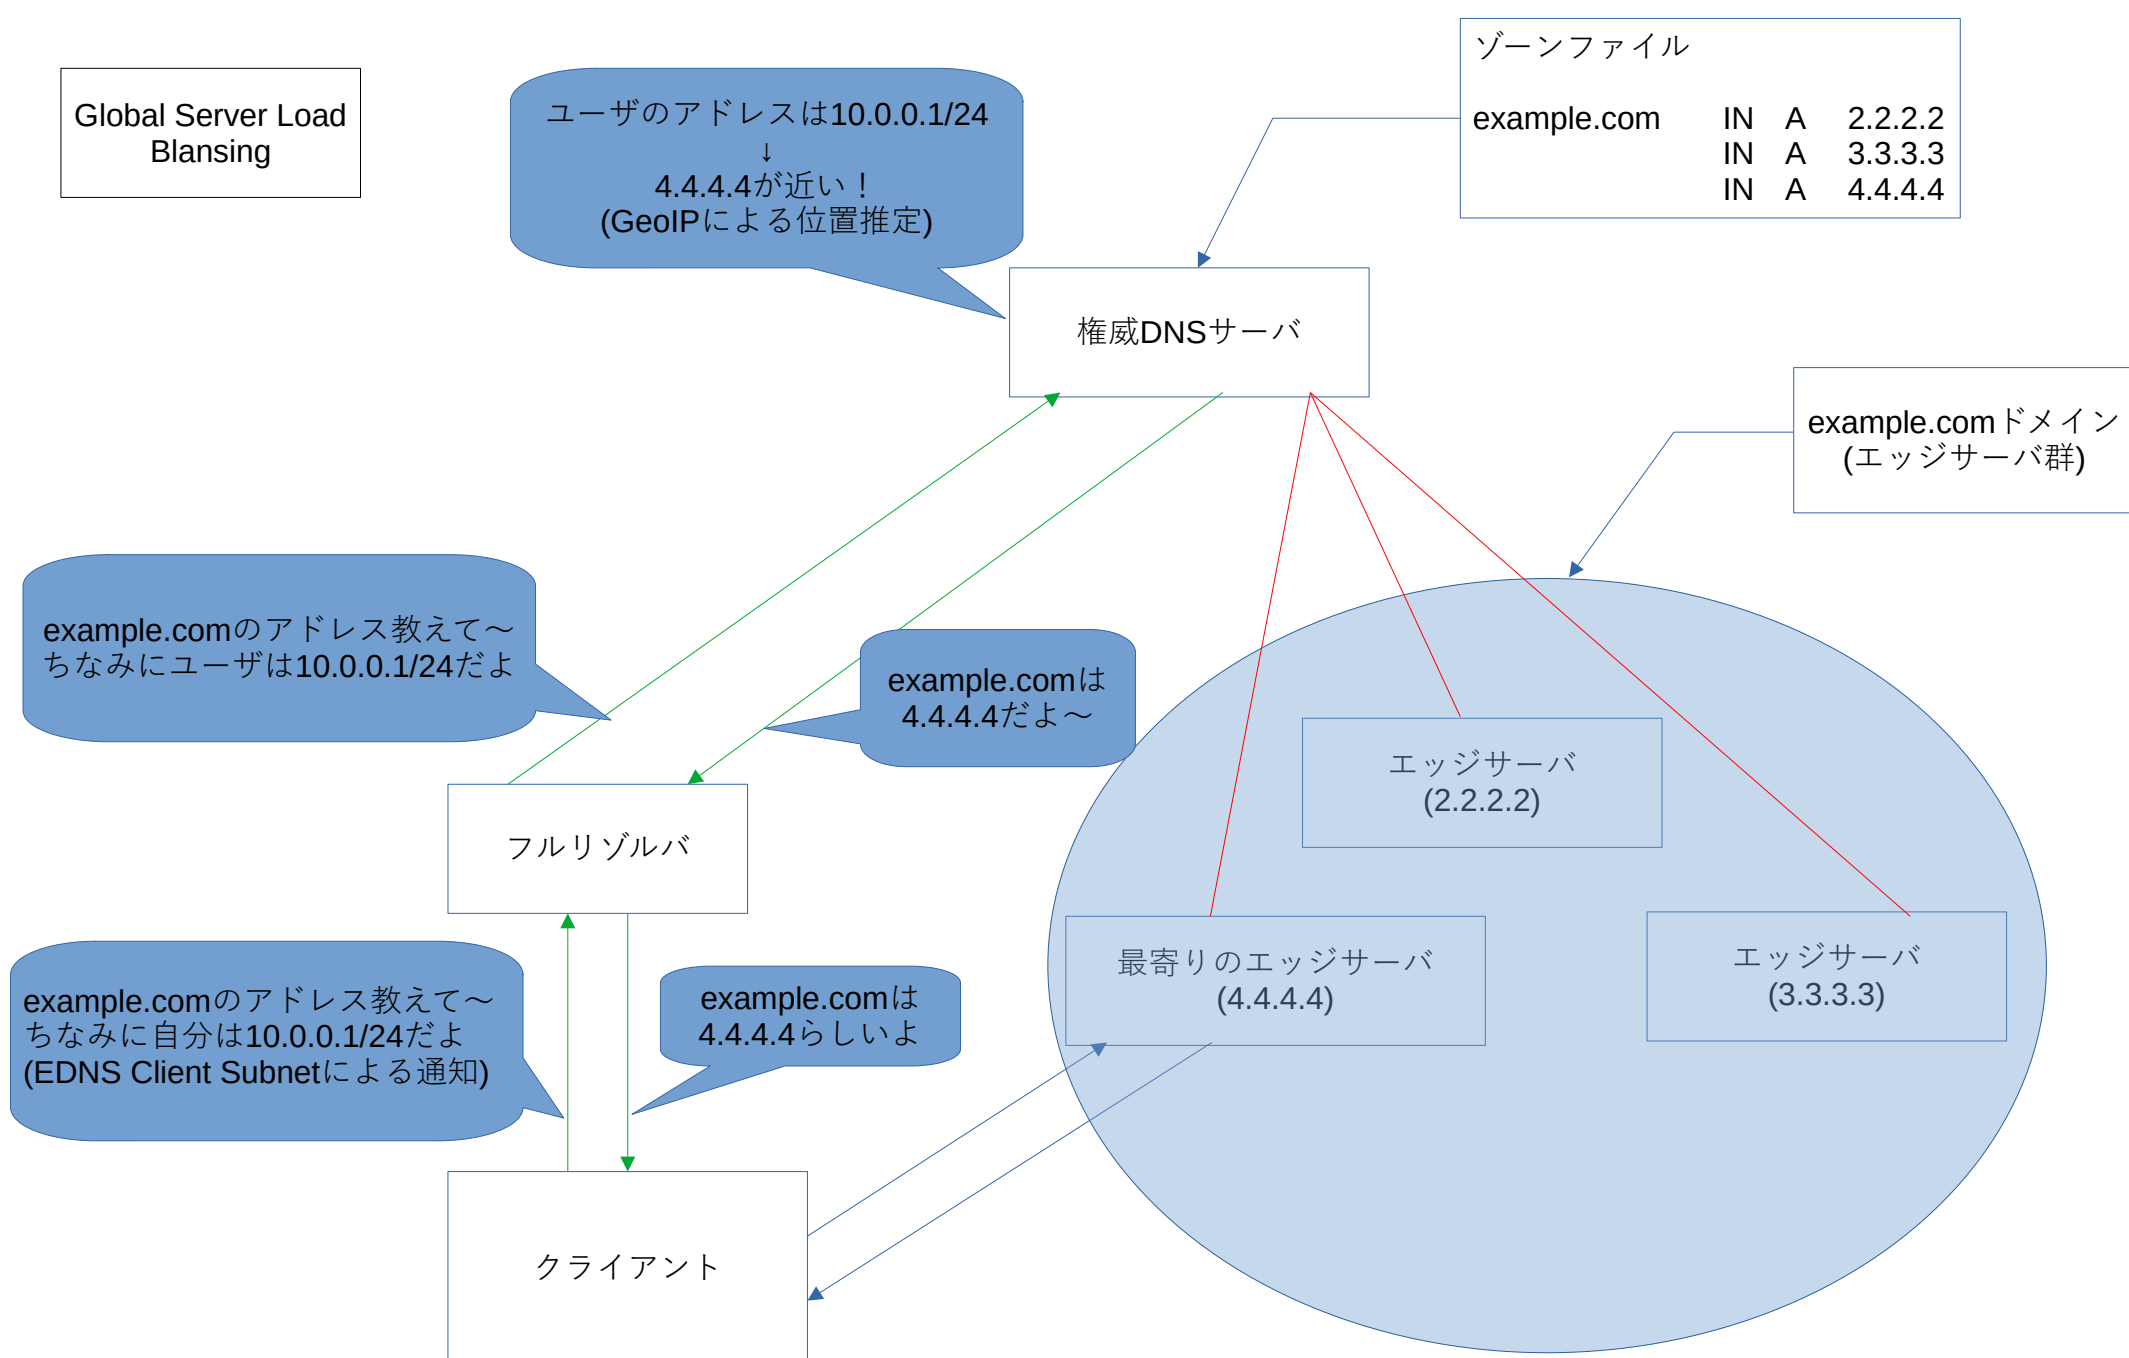 Global Server Load
Blansing
ユーザのアドレスは10.0.0.1/24
↓
4.4.4.4が近い！
(GeoIPによる位置推定)
ゾーンファイル
example.com IN A 2.2.2.2
IN A 3.3.3.3
IN A 4.4.4.4
権威DNSサーバ
example.comドメイン
(エッジサーバ群)
example.comのアドレス教えて～
ちなみにユーザは10.0.0.1/24だよ
example.comは
4.4.4.4だよ～
エッジサーバ
(2.2.2.2)
フルリゾルバ
最寄りのエッジサーバ
(4.4.4.4)
エッジサーバ
(3.3.3.3)
example.comのアドレス教えて～
ちなみに自分は10.0.0.1/24だよ
(EDNS Client Subnetによる通知)
example.comは
4.4.4.4らしいよ
クライアント